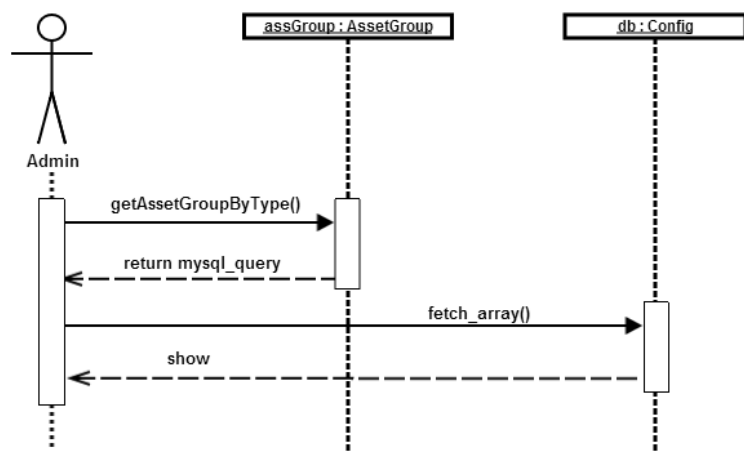 assGroup : AssetGroup
db : Config
Admin
getAssetGroupByType()
return mysql_query
fetch_array()
show